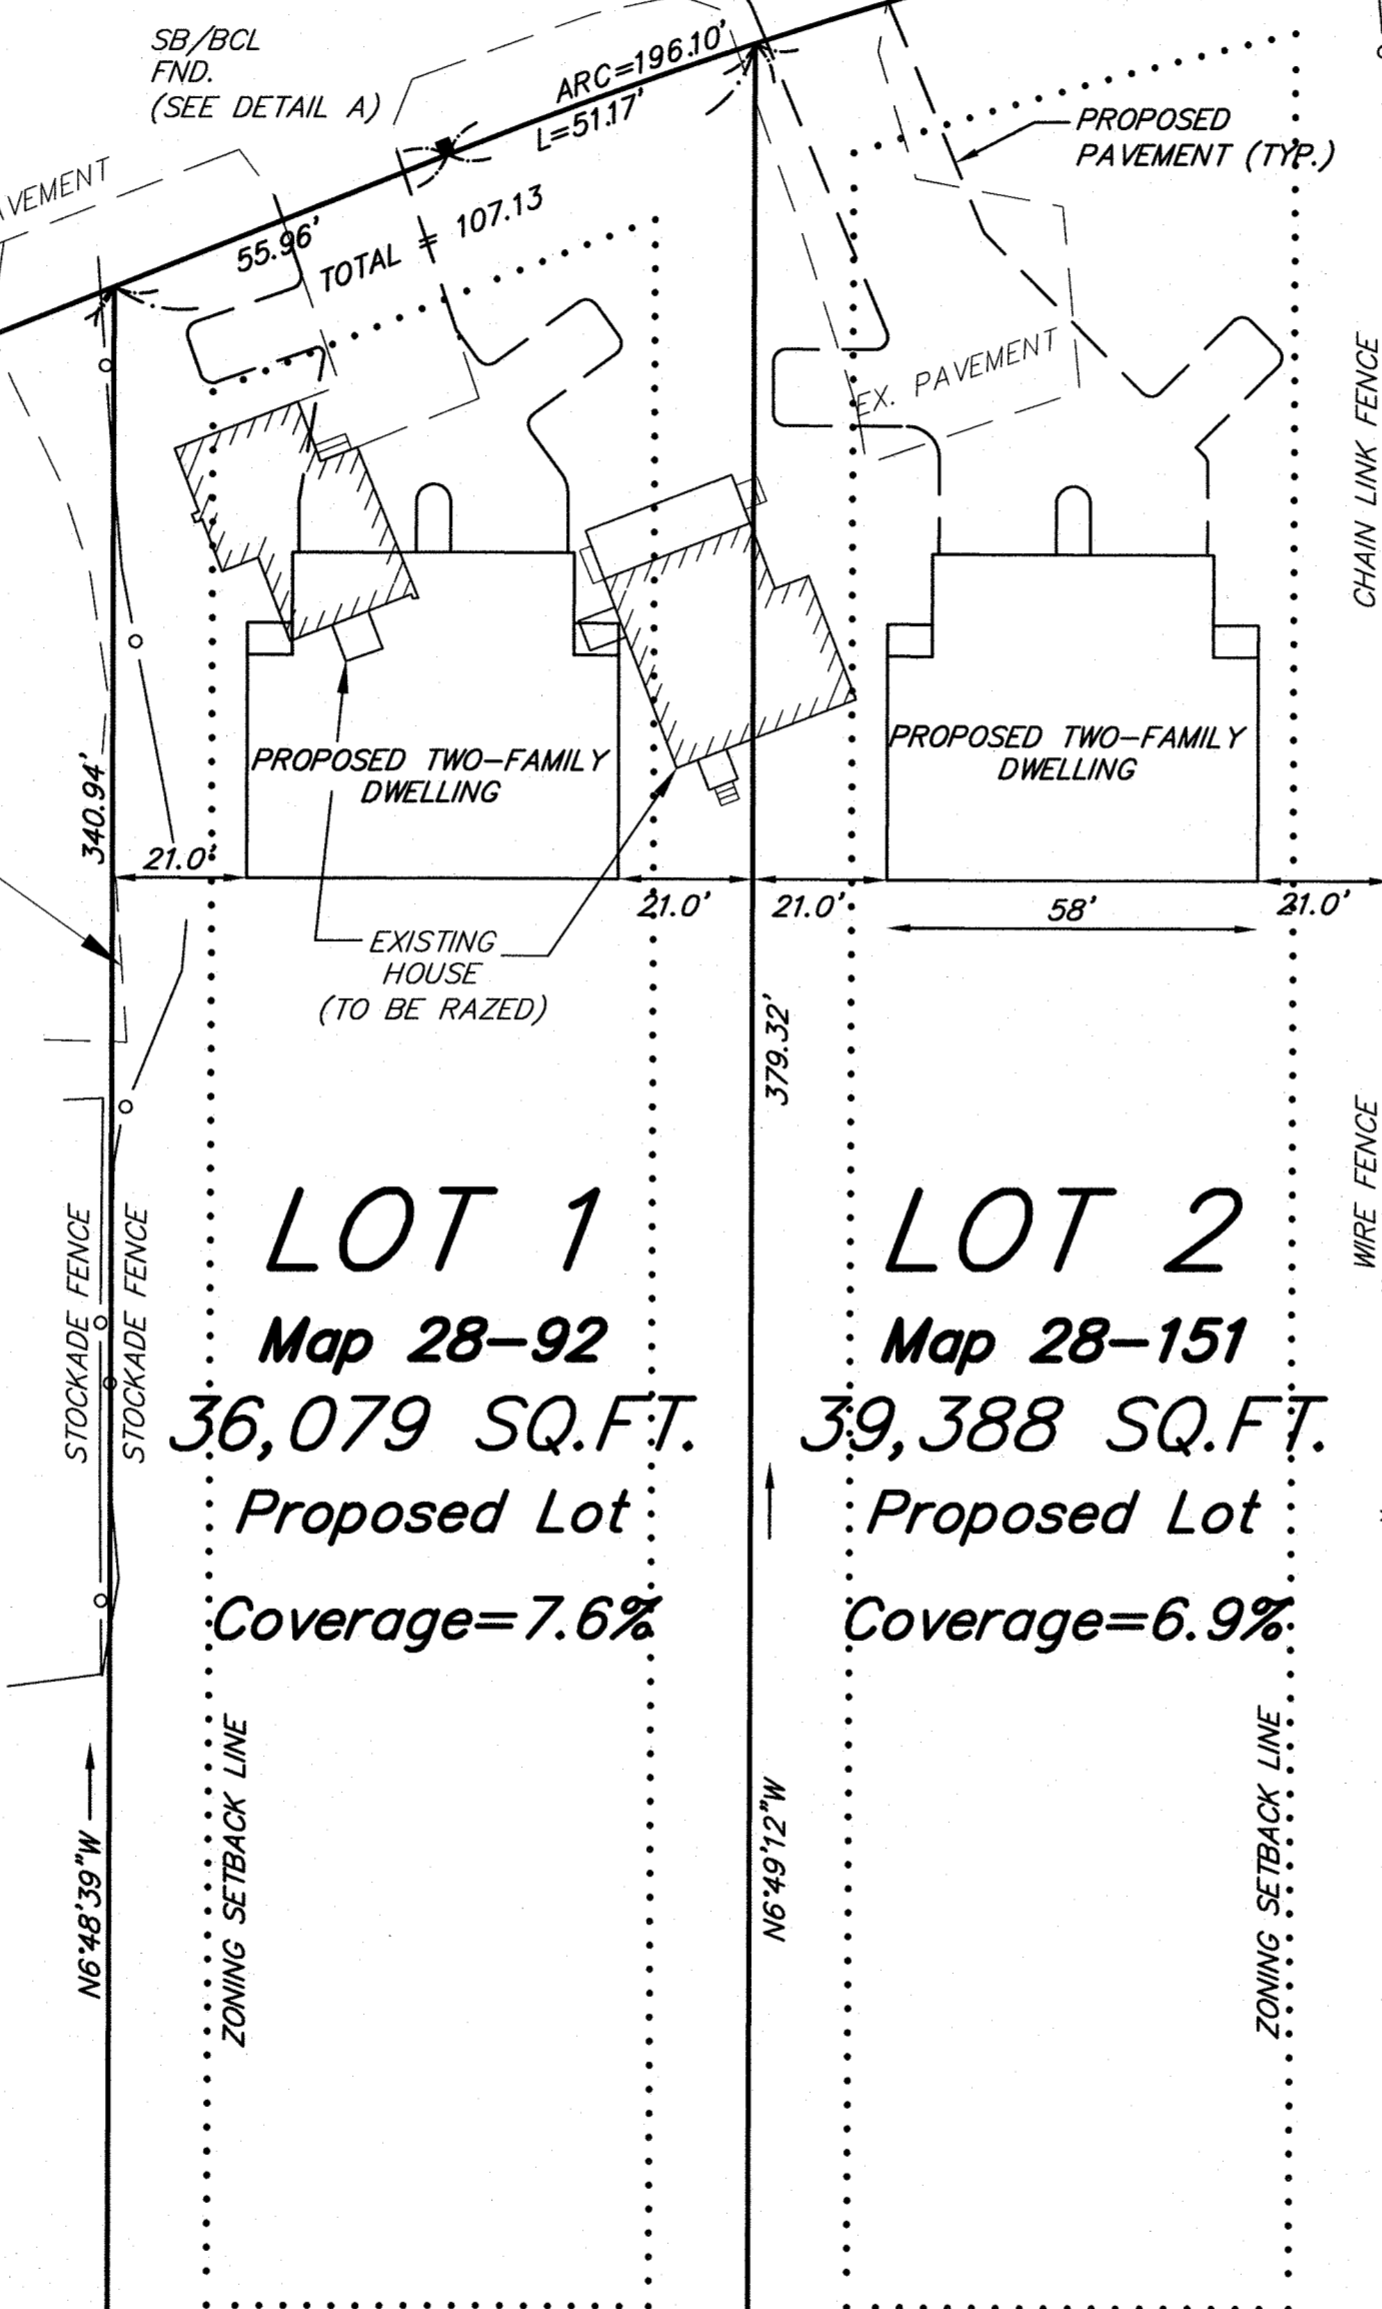 SB/BCL
FND.
(SEE DETAIL A)
ARC=196.10'
L=51.17'
PROPOSED
PAVEMENT (TYP.)
55.96'
TOTAL = 107.13
EX. PAVEMENT
CHAIN LINK FENCE
PROPOSED TWO-FAMILY
DWELLING
PROPOSED TWO-FAMILY
DWELLING
340.94'
21.0'
21.0'
21.0'
58'
21.0'
EXISTING
HOUSE
(TO BE RAZED)
379.32'
WIRE FENCE
STOCKADE FENCE
STOCKADE FENCE
LOT 1
Map 28-92
36,079 SQ.FT.
Proposed Lot
Coverage=7.6%
LOT 2
Map 28-151
39,388 SQ.FT.
Proposed Lot
Coverage=6.9%
N6°48'39"W
ZONING SETBACK LINE
N6°49'12"W
ZONING SETBACK LINE